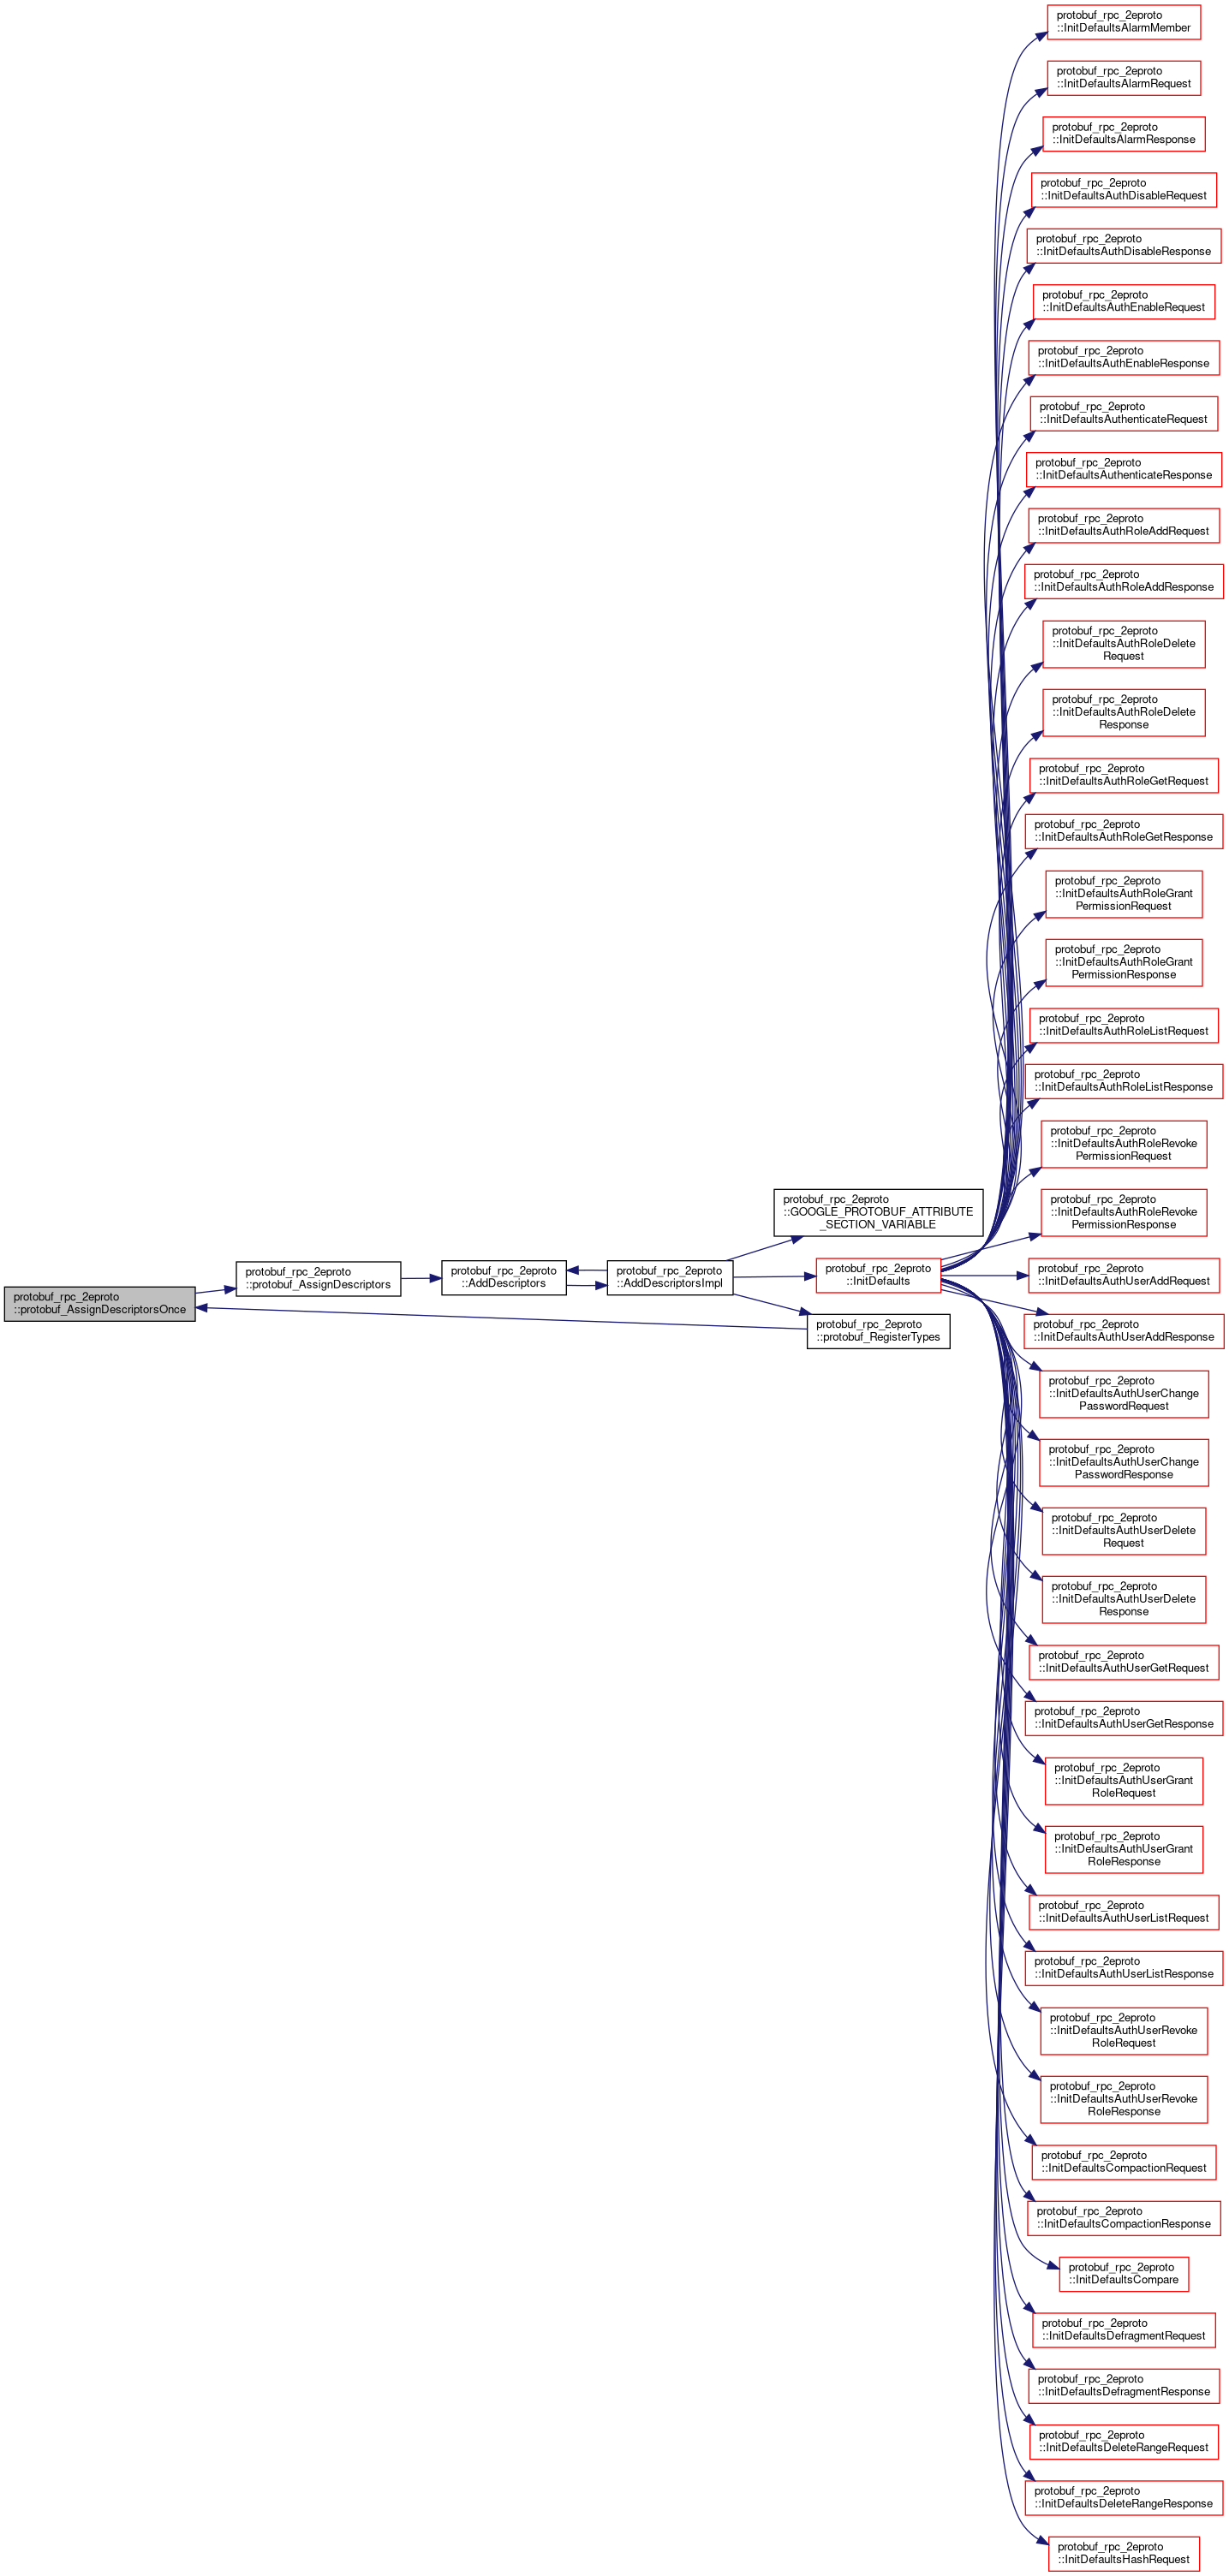 protobuf_rpc_2eproto
::protobuf_AssignDescriptorsOnce
protobuf_rpc_2eproto
::protobuf_AssignDescriptors
protobuf_rpc_2eproto
::AddDescriptors
protobuf_rpc_2eproto
::AddDescriptorsImpl
protobuf_rpc_2eproto
::GOOGLE_PROTOBUF_ATTRIBUTE
_SECTION_VARIABLE
protobuf_rpc_2eproto
::InitDefaults
protobuf_rpc_2eproto
::protobuf_RegisterTypes
protobuf_rpc_2eproto
::InitDefaultsAlarmMember
protobuf_rpc_2eproto
::InitDefaultsAlarmRequest
protobuf_rpc_2eproto
::InitDefaultsAlarmResponse
protobuf_rpc_2eproto
::InitDefaultsAuthDisableRequest
protobuf_rpc_2eproto
::InitDefaultsAuthDisableResponse
protobuf_rpc_2eproto
::InitDefaultsAuthEnableRequest
protobuf_rpc_2eproto
::InitDefaultsAuthEnableResponse
protobuf_rpc_2eproto
::InitDefaultsAuthenticateRequest
protobuf_rpc_2eproto
::InitDefaultsAuthenticateResponse
protobuf_rpc_2eproto
::InitDefaultsAuthRoleAddRequest
protobuf_rpc_2eproto
::InitDefaultsAuthRoleAddResponse
protobuf_rpc_2eproto
::InitDefaultsAuthRoleDelete
Request
protobuf_rpc_2eproto
::InitDefaultsAuthRoleDelete
Response
protobuf_rpc_2eproto
::InitDefaultsAuthRoleGetRequest
protobuf_rpc_2eproto
::InitDefaultsAuthRoleGetResponse
protobuf_rpc_2eproto
::InitDefaultsAuthRoleGrant
PermissionRequest
protobuf_rpc_2eproto
::InitDefaultsAuthRoleGrant
PermissionResponse
protobuf_rpc_2eproto
::InitDefaultsAuthRoleListRequest
protobuf_rpc_2eproto
::InitDefaultsAuthRoleListResponse
protobuf_rpc_2eproto
::InitDefaultsAuthRoleRevoke
PermissionRequest
protobuf_rpc_2eproto
::InitDefaultsAuthRoleRevoke
PermissionResponse
protobuf_rpc_2eproto
::InitDefaultsAuthUserAddRequest
protobuf_rpc_2eproto
::InitDefaultsAuthUserAddResponse
protobuf_rpc_2eproto
::InitDefaultsAuthUserChange
PasswordRequest
protobuf_rpc_2eproto
::InitDefaultsAuthUserChange
PasswordResponse
protobuf_rpc_2eproto
::InitDefaultsAuthUserDelete
Request
protobuf_rpc_2eproto
::InitDefaultsAuthUserDelete
Response
protobuf_rpc_2eproto
::InitDefaultsAuthUserGetRequest
protobuf_rpc_2eproto
::InitDefaultsAuthUserGetResponse
protobuf_rpc_2eproto
::InitDefaultsAuthUserGrant
RoleRequest
protobuf_rpc_2eproto
::InitDefaultsAuthUserGrant
RoleResponse
protobuf_rpc_2eproto
::InitDefaultsAuthUserListRequest
protobuf_rpc_2eproto
::InitDefaultsAuthUserListResponse
protobuf_rpc_2eproto
::InitDefaultsAuthUserRevoke
RoleRequest
protobuf_rpc_2eproto
::InitDefaultsAuthUserRevoke
RoleResponse
protobuf_rpc_2eproto
::InitDefaultsCompactionRequest
protobuf_rpc_2eproto
::InitDefaultsCompactionResponse
protobuf_rpc_2eproto
::InitDefaultsCompare
protobuf_rpc_2eproto
::InitDefaultsDefragmentRequest
protobuf_rpc_2eproto
::InitDefaultsDefragmentResponse
protobuf_rpc_2eproto
::InitDefaultsDeleteRangeRequest
protobuf_rpc_2eproto
::InitDefaultsDeleteRangeResponse
protobuf_rpc_2eproto
::InitDefaultsHashRequest